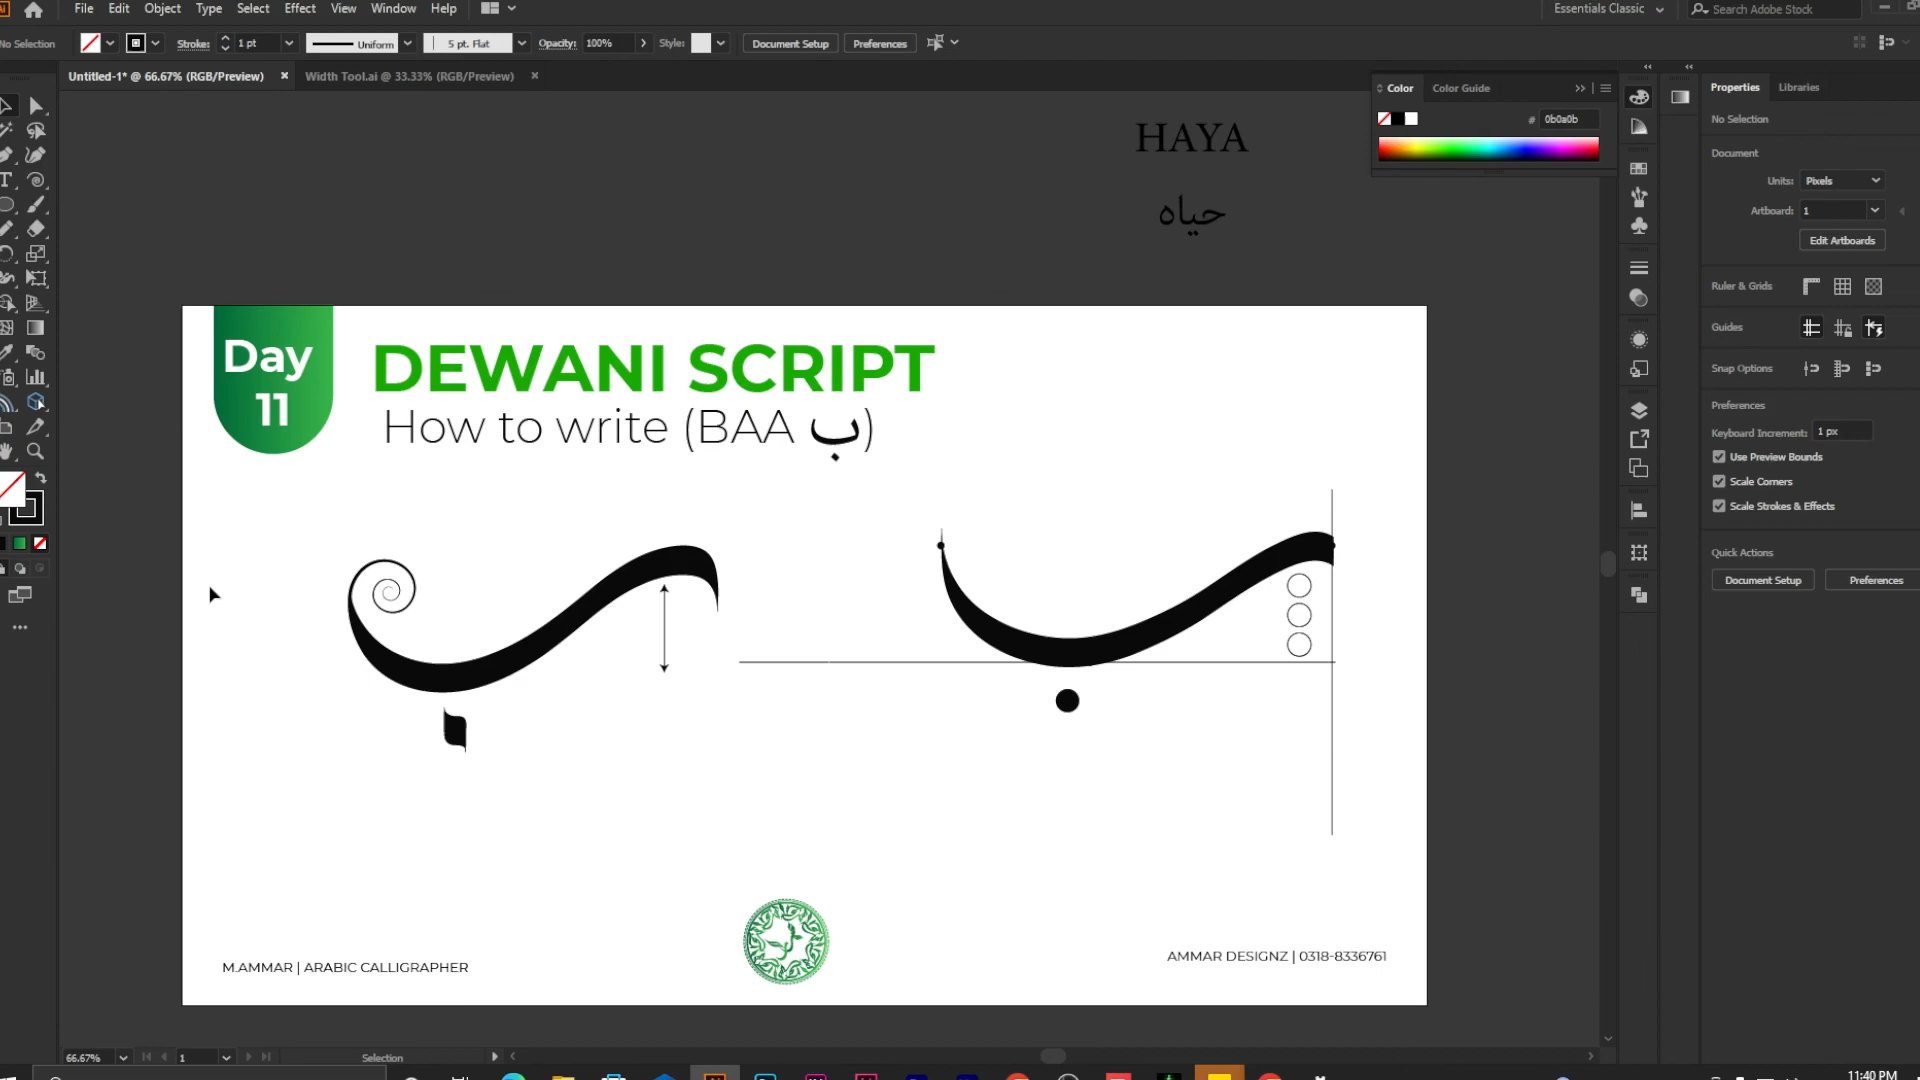 File Edit Object Type Select Effect View Window Help
Essentials Classic
Search Adobe Stock
No Selection Stroke: 1 pt Uniform 5 pt. Flat Opacity: 100% Style: Document Setup Preferences
Untitled-1* @ 66.67% (RGB/Preview) Width Tool.ai @ 33.33% (RGB/Preview)
Color Color Guide
# 0b0a0b
Properties Libraries
No Selection
Document
Units: Pixels
Artboard: 1
Edit Artboards
Ruler & Grids
Guides
Snap Options
Preferences
Keyboard Increment: 1 px
Use Preview Bounds
Scale Corners
Scale Strokes & Effects
Quick Actions
Document Setup Preferences
HAYA
حیاہ
Day
11
DEWANI SCRIPT
How to write (BAA ب)
M.AMMAR | ARABIC CALLIGRAPHER
AMMAR DESIGNZ | 0318-8336761
66.67% 1 Selection
11:40 PM